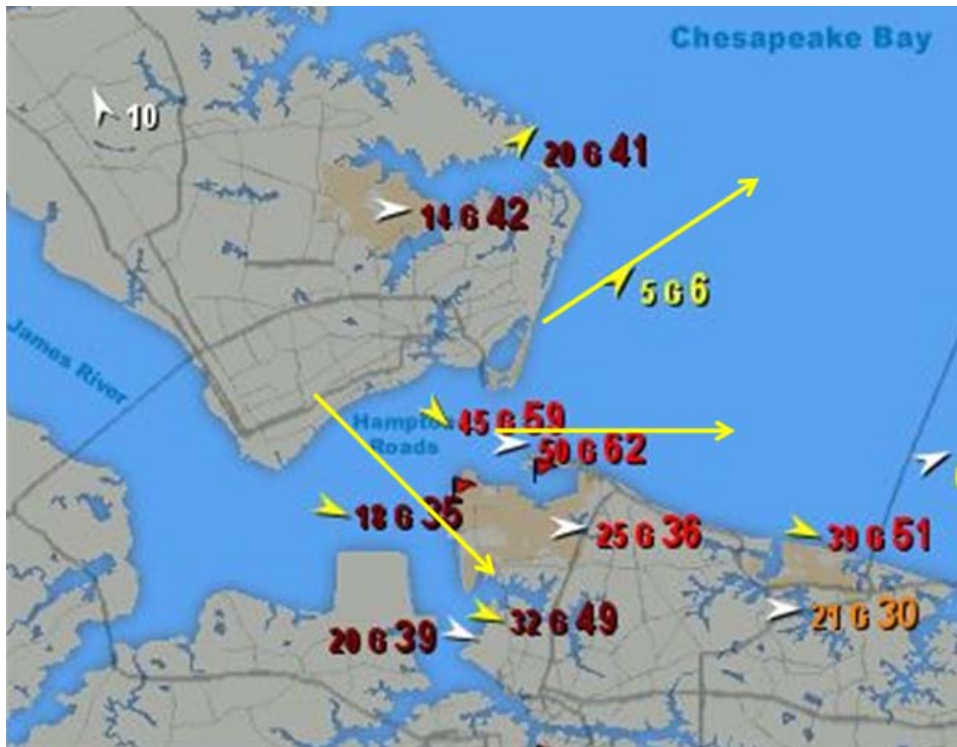 Chesapeake Bay
10
20 G 41
14 G 42
5 G 6
James River
Hampton
Roads
45 G 59
50 G 62
18 G 35
25 G 36
39 G 51
21 G 30
32 G 49
20 G 39